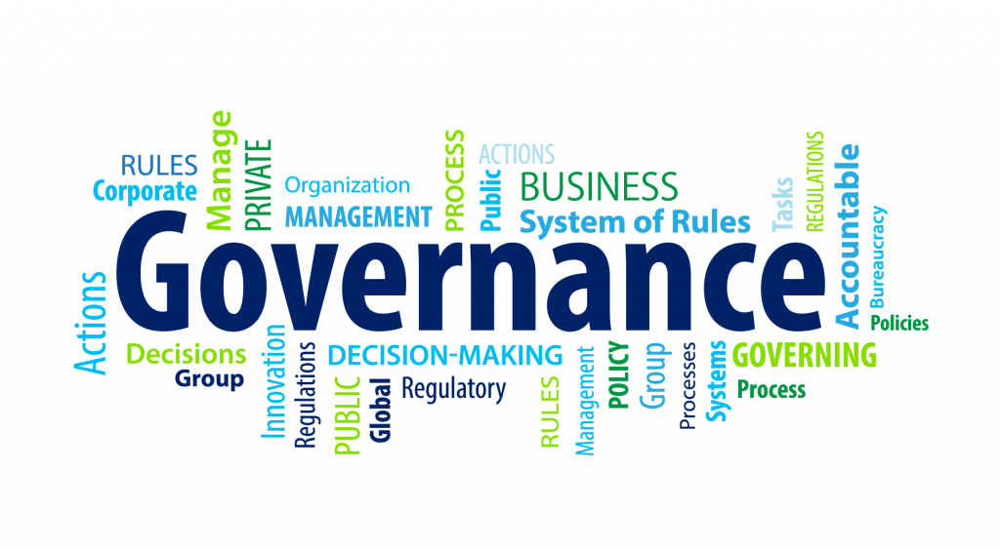 RULES
Corporate
Manage
PRIVATE
Organization
MANAGEMENT
PROCESS
ACTIONS
Public
BUSINESS
System of Rules
Tasks
REGULATIONS
Accountable
Bureaucracy
Governance
Actions
Policies
Decisions
Group
Innovation
Regulations
DECISION-MAKING
PUBLIC
Global
Regulatory
RULES
Management
POLICY
Group
Processes
Systems
GOVERNING
Process